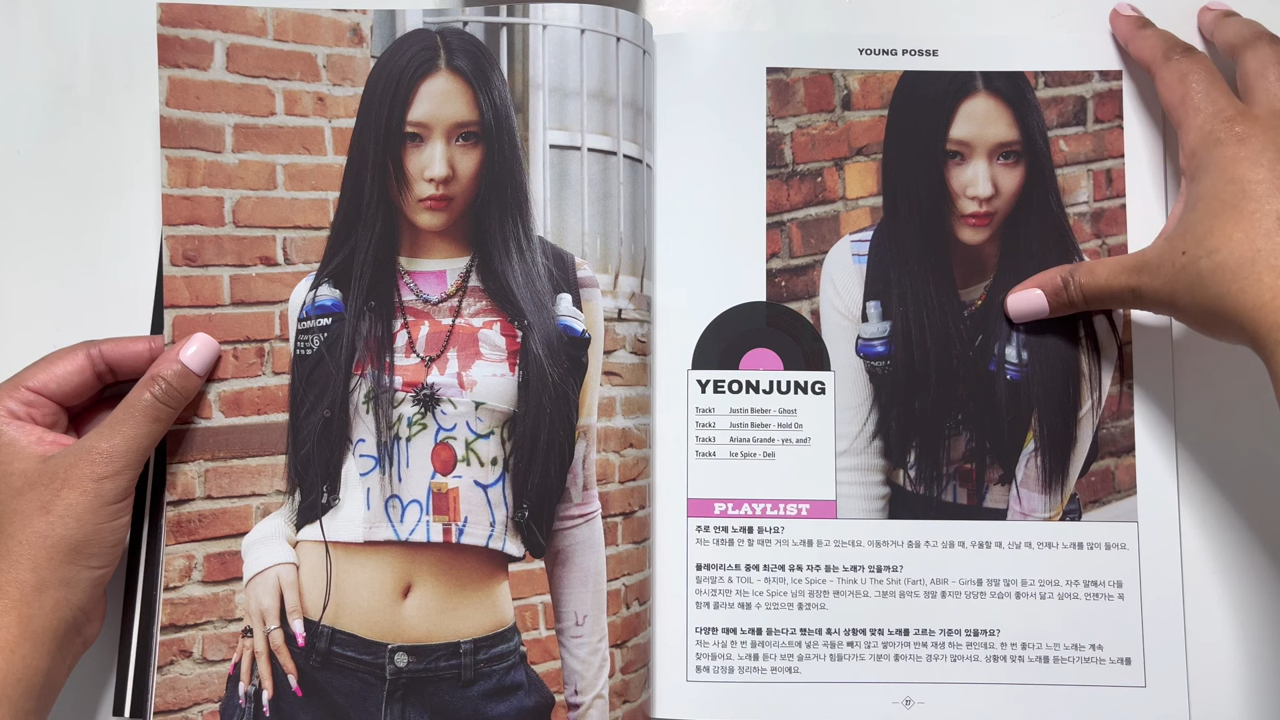 YOUNG POSSE
YEONJUNG
Track1 Justin Bieber – Ghost
Track2 Justin Bieber - Hold On
Track3 Ariana Grande - yes, and?
Track4 Ice Spice - Deli
PLAYLIST
주로 언제 노래를 듣나요?
저는 대화를 안 할 때면 거의 노래를 듣고 있는데요. 이동하거나 춤을 추고 싶을 때, 우울할 때, 신날 때, 언제나 노래를 많이 들어요.
플레이리스트 중에 최근에 유독 자주 듣는 노래가 있을까요?
릴러말즈 & TOIL – 하지마, Ice Spice – Think U The Shit (Fart), ABIR – Girls를 정말 많이 듣고 있어요. 자주 말해서 다들
아시겠지만 저는 Ice Spice 님의 굉장한 팬이거든요. 그분의 음악도 정말 좋지만 당당한 모습이 좋아서 닮고 싶어요. 언젠가는 꼭
함께 콜라보 해볼 수 있었으면 좋겠어요.
다양한 때에 노래를 듣는다고 했는데 혹시 상황에 맞춰 노래를 고르는 기준이 있을까요?
저는 사실 한 번 플레이리스트에 넣은 곡들은 빼지 않고 쌓아가며 반복 재생 하는 편인데요. 한 번 좋다고 느낀 노래는 계속
찾아들어요. 노래를 듣다 보면 슬프거나 힘들다가도 기분이 좋아지는 경우가 많아서요. 상황에 맞춰 노래를 듣는다기보다는 노래를
통해 감정을 정리하는 편이에요.